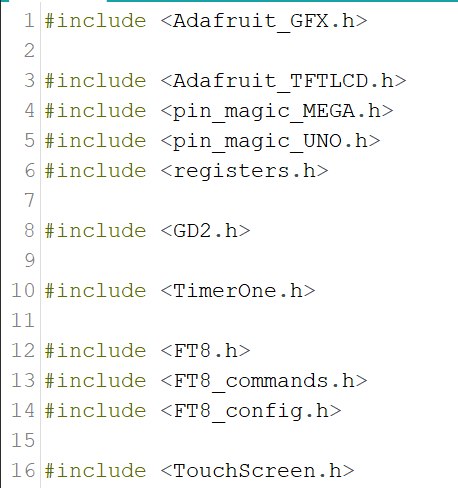 1 #include <Adafruit_GFX.h>
2
3 #include <Adafruit_TFTLCD.h>
4 #include <pin_magic_MEGA.h>
5 #include <pin_magic_UNO.h>
6 #include <registers.h>
7
8 #include <GD2.h>
9
10 #include <TimerOne.h>
11
12 #include <FT8.h>
13 #include <FT8_commands.h>
14 #include <FT8_config.h>
15
16 #include <TouchScreen.h>